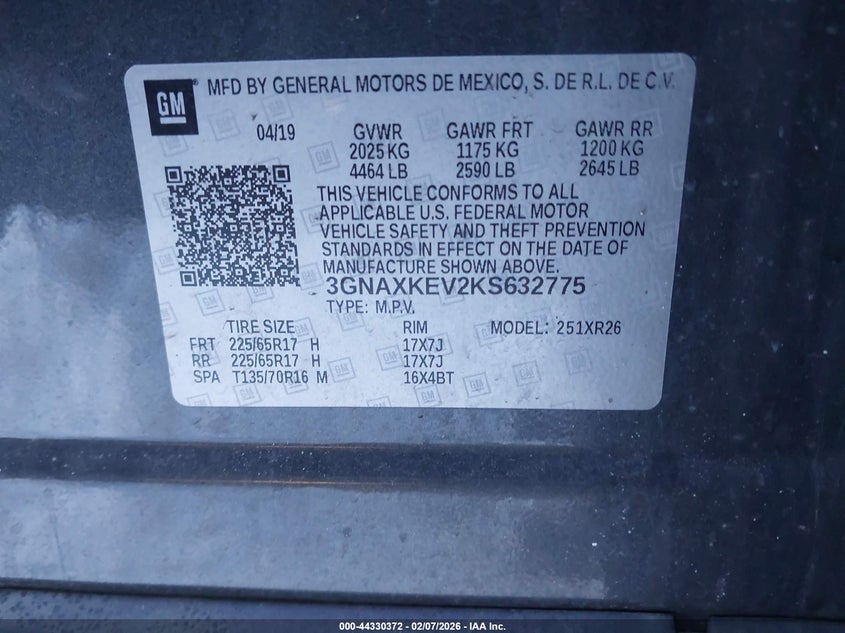 GM
MFD BY GENERAL MOTORS DE MEXICO, S. DE R.L. DE C.V.
04/19 GVWR GAWR FRT GAWR RR
2025 KG 1175 KG 1200 KG
4464 LB 2590 LB 2645 LB
THIS VEHICLE CONFORMS TO ALL
APPLICABLE U.S. FEDERAL MOTOR
VEHICLE SAFETY AND THEFT PREVENTION
STANDARDS IN EFFECT ON THE DATE OF
MANUFACTURE SHOWN ABOVE.
3GNAXKEV2KS632775
TYPE: M.P.V.
TIRE SIZE RIM MODEL: 251XR26
FRT 225/65R17 H 17X7J
RR 225/65R17 H 17X7J
SPA T135/70R16 M 16X4BT
000-44330372 - 02/07/2026 - IAA Inc.